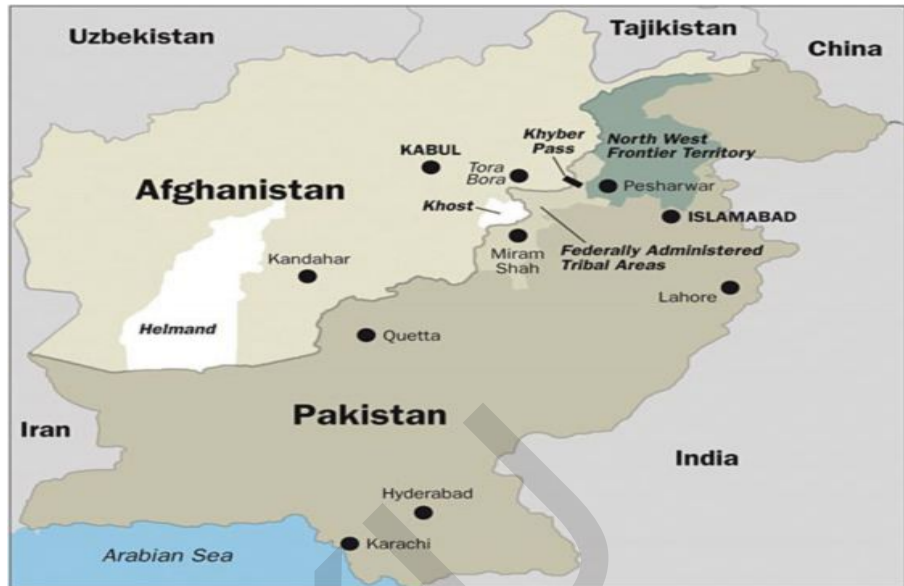 Uzbekistan
Tajikistan
China
KABUL
Tora
Bora
Khyber
Pass
North West
Frontier Territory
Pesharwar
Afghanistan
Khost
ISLAMABAD
Miram
Shah
Federally Administered
Tribal Areas
Kandahar
Lahore
Helmand
Quetta
Pakistan
Iran
India
Hyderabad
Karachi
Arabian Sea